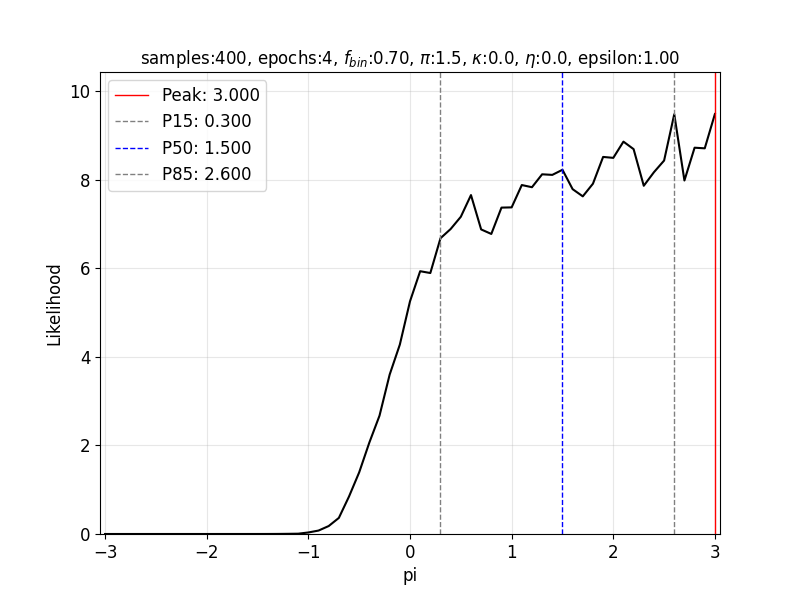 samples:400, epochs:4, f_bin:0.70, π:1.5, κ:0.0, η:0.0, epsilon:1.00
Peak: 3.000
P15: 0.300
P50: 1.500
P85: 2.600
10
8
6
4
2
0
Likelihood
−3 −2 −1 0 1 2 3
pi